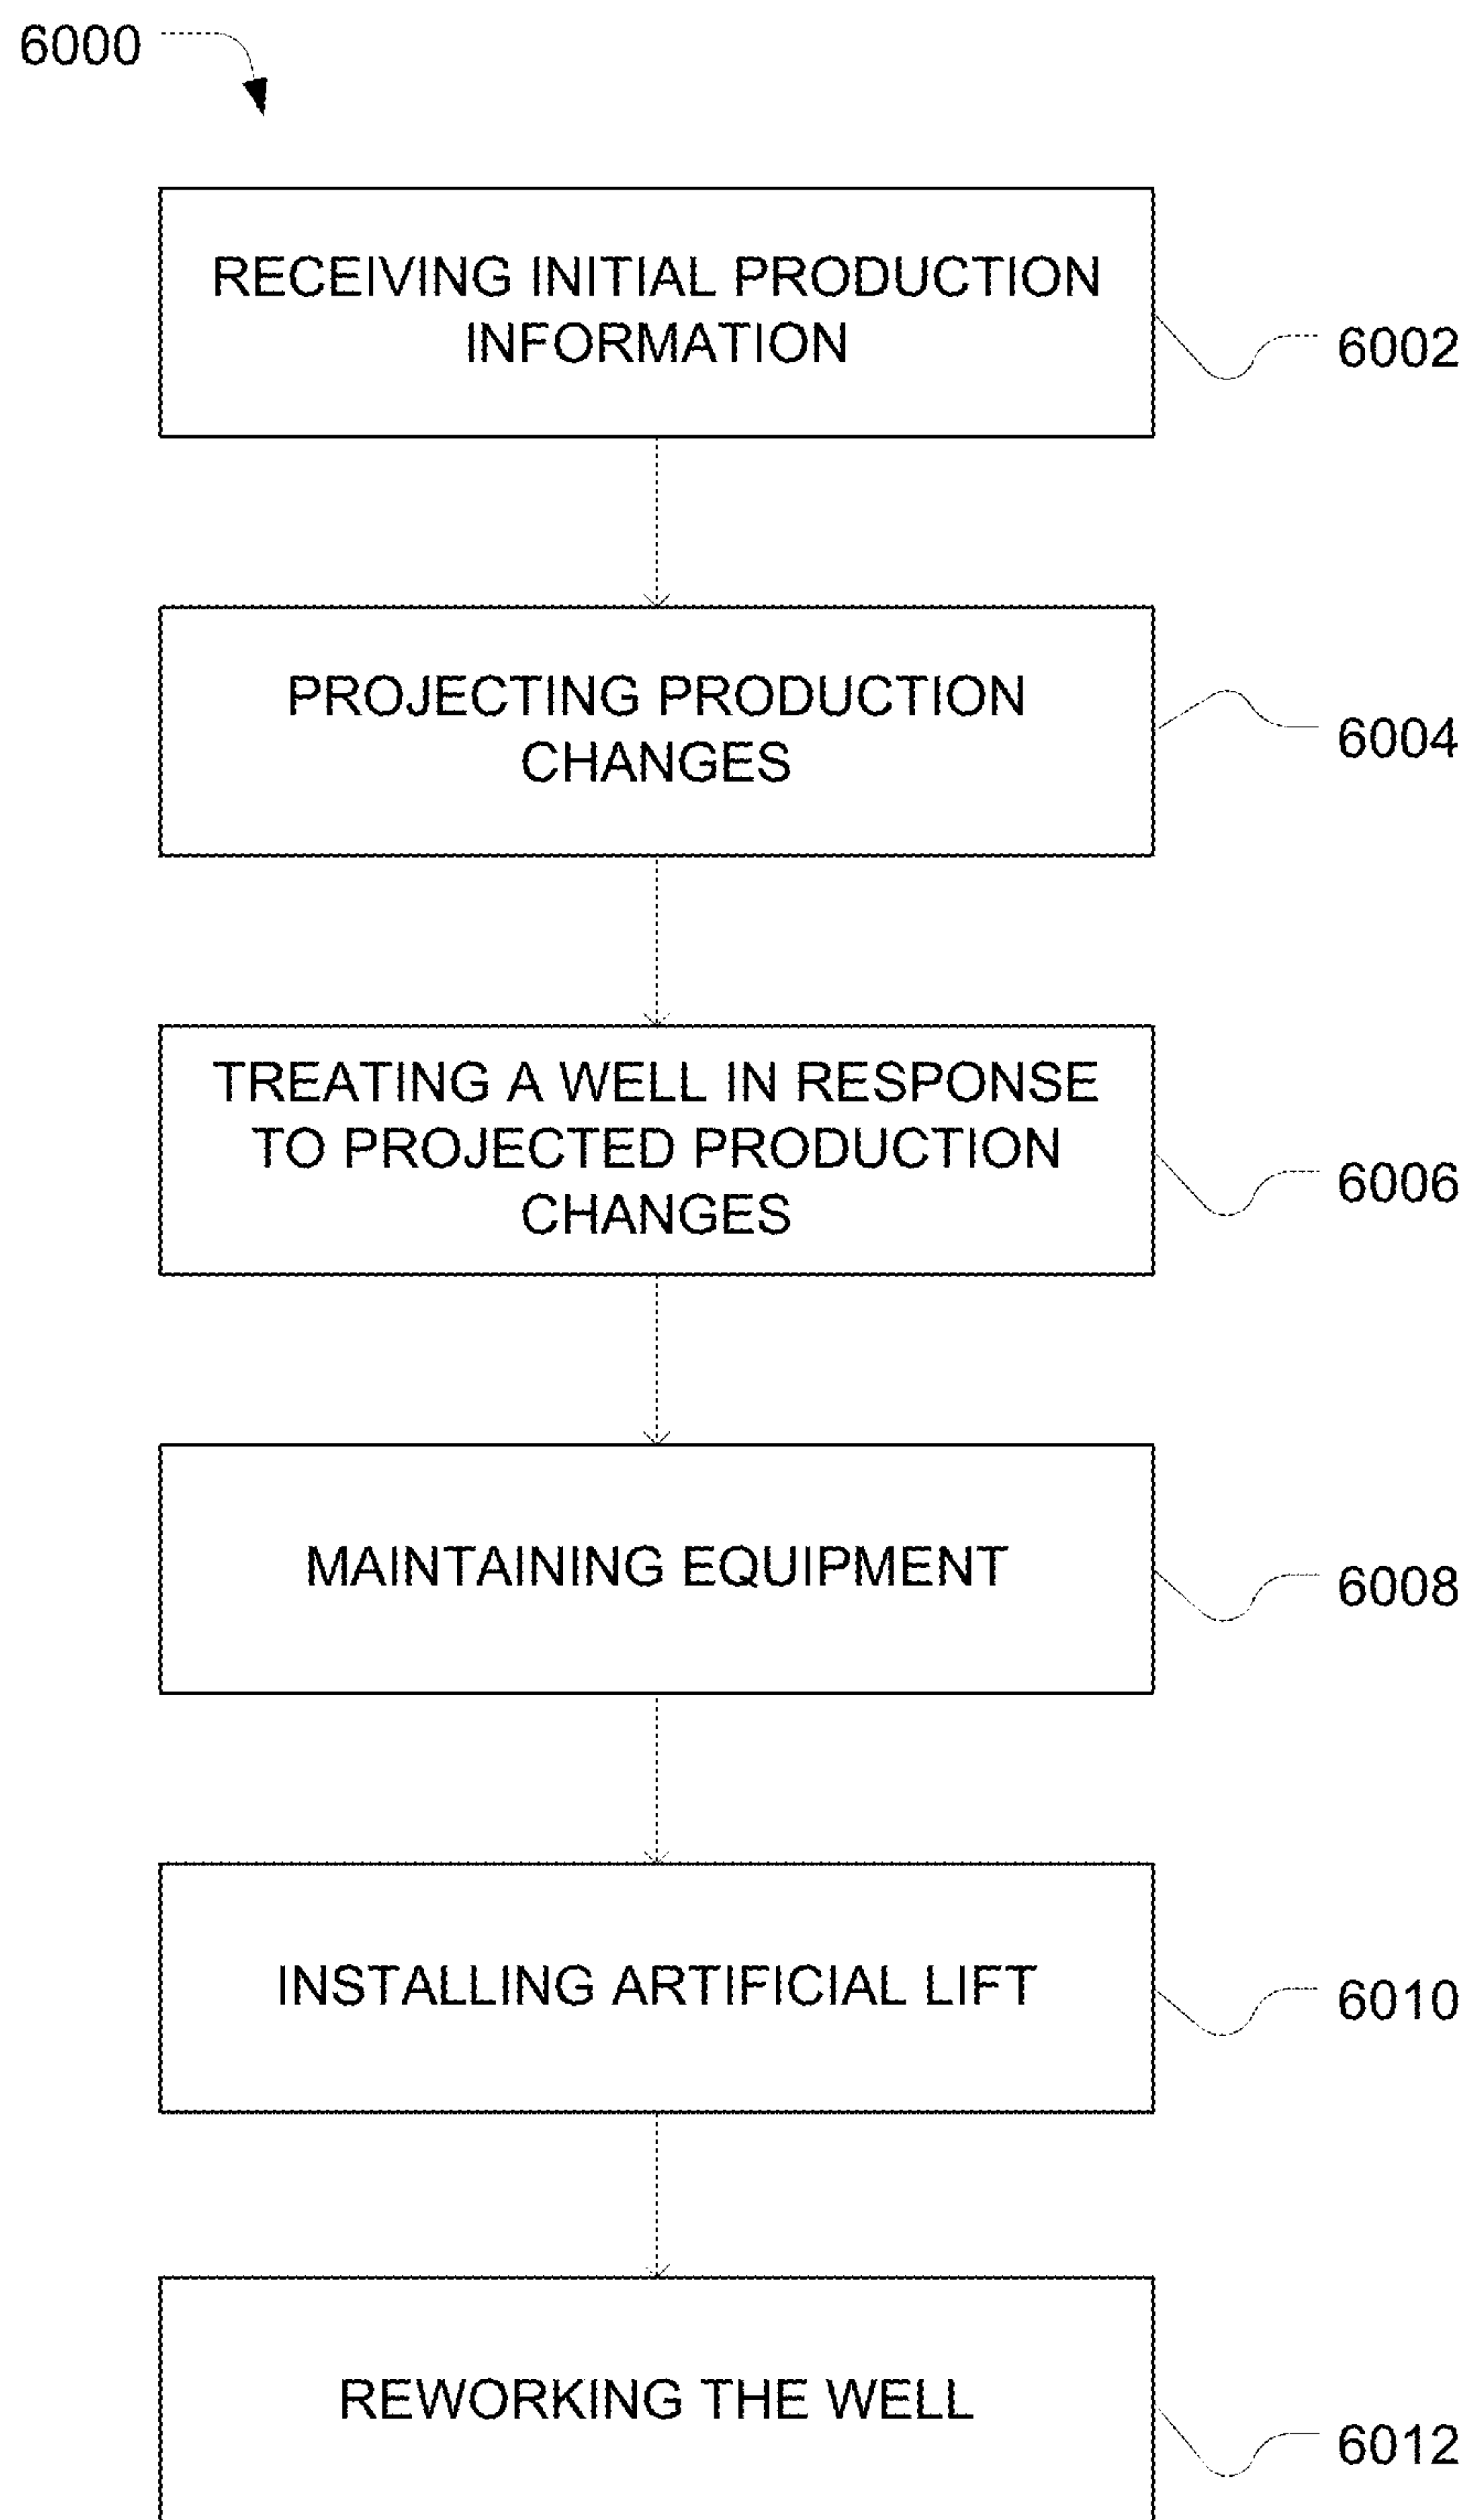 6000
RECEIVING INITIAL PRODUCTION
INFORMATION
6002
PROJECTING PRODUCTION
CHANGES
6004
TREATING A WELL IN RESPONSE
TO PROJECTED PRODUCTION
CHANGES
6006
MAINTAINING EQUIPMENT
6008
INSTALLING ARTIFICIAL LIFT
6010
REWORKING THE WELL
6012